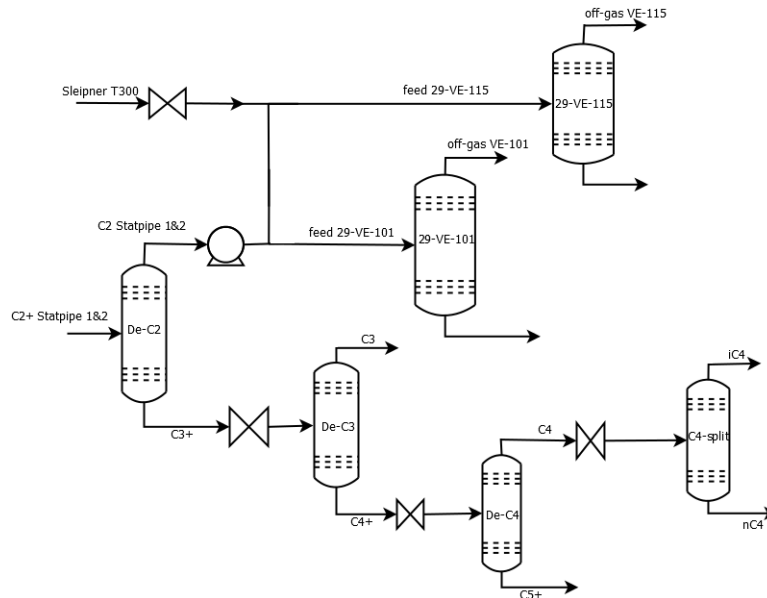 off-gas VE-115
Sleipner T300
feed 29-VE-115
29-VE-115
off-gas VE-101
C2 Statpipe 1&2
feed 29-VE-101
29-VE-101
C2+ Statpipe 1&2
De-C2
C3
iC4
C3+
De-C3
C4
C4-split
C4+
De-C4
nC4
C5+